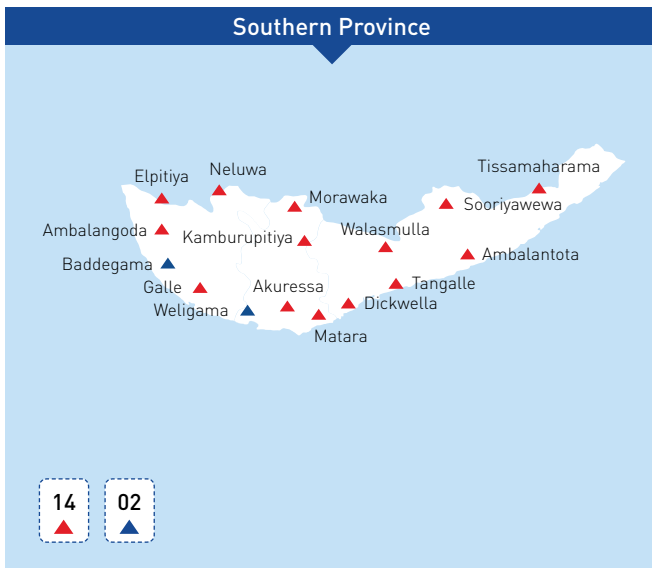 Southern Province
Tissamaharama
Neluwa
Elpitiya
Morawaka
Sooriyawewa
Ambalangoda
Kamburupitiya
Walasmulla
Ambalantota
Baddegama
Galle
Akuressa
Tangalle
Weligama
Dickwella
Matara
14
02